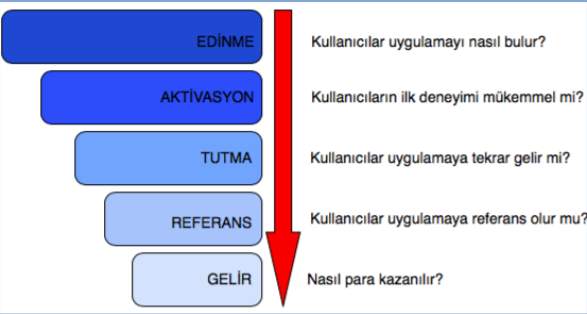 EDİNME
Kullanıcılar uygulamayı nasıl bulur?
AKTİVASYON
Kullanıcıların ilk deneyimi mükemmel mi?
TUTMA
Kullanıcılar uygulamaya tekrar gelir mi?
REFERANS
Kullanıcılar uygulamaya referans olur mu?
GELİR
Nasıl para kazanılır?